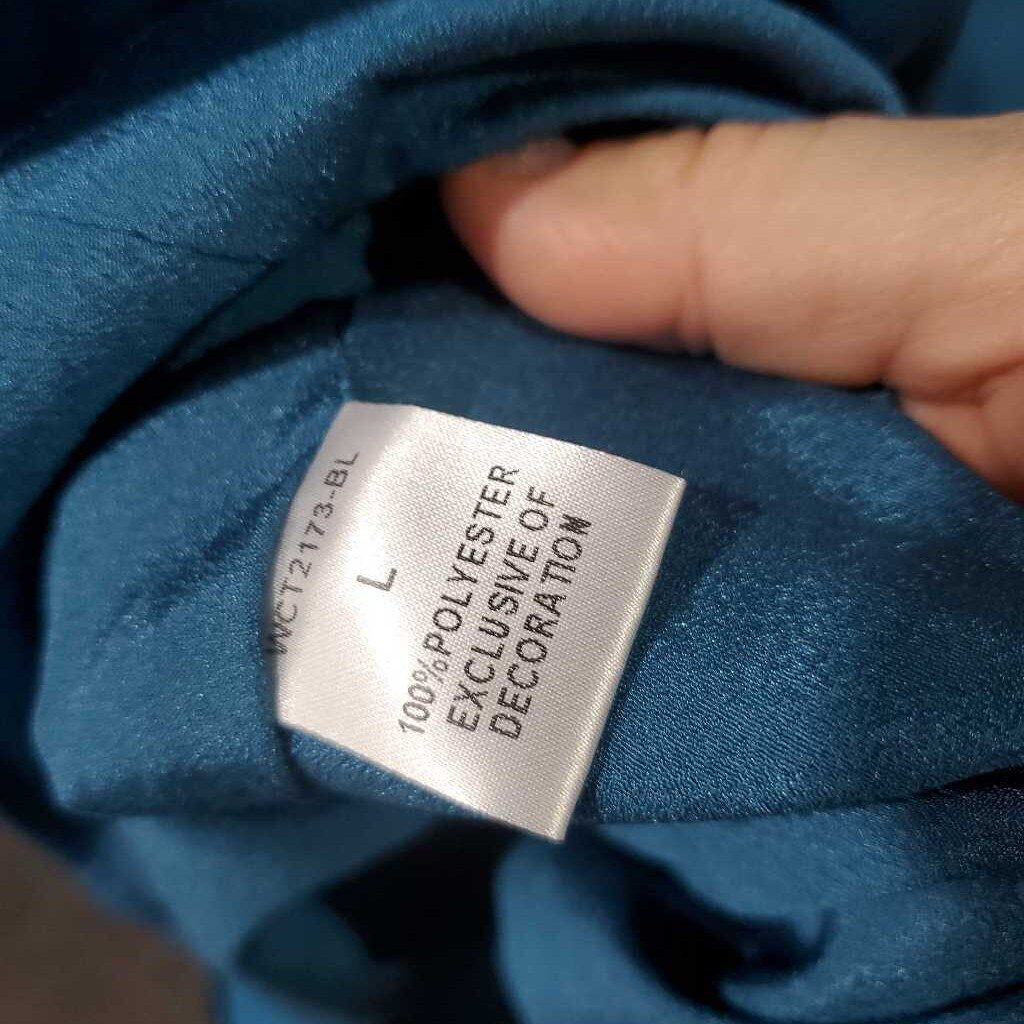 WCT2173-BL
L
100%POLYESTER
EXCLUSIVE OF
DECORATION